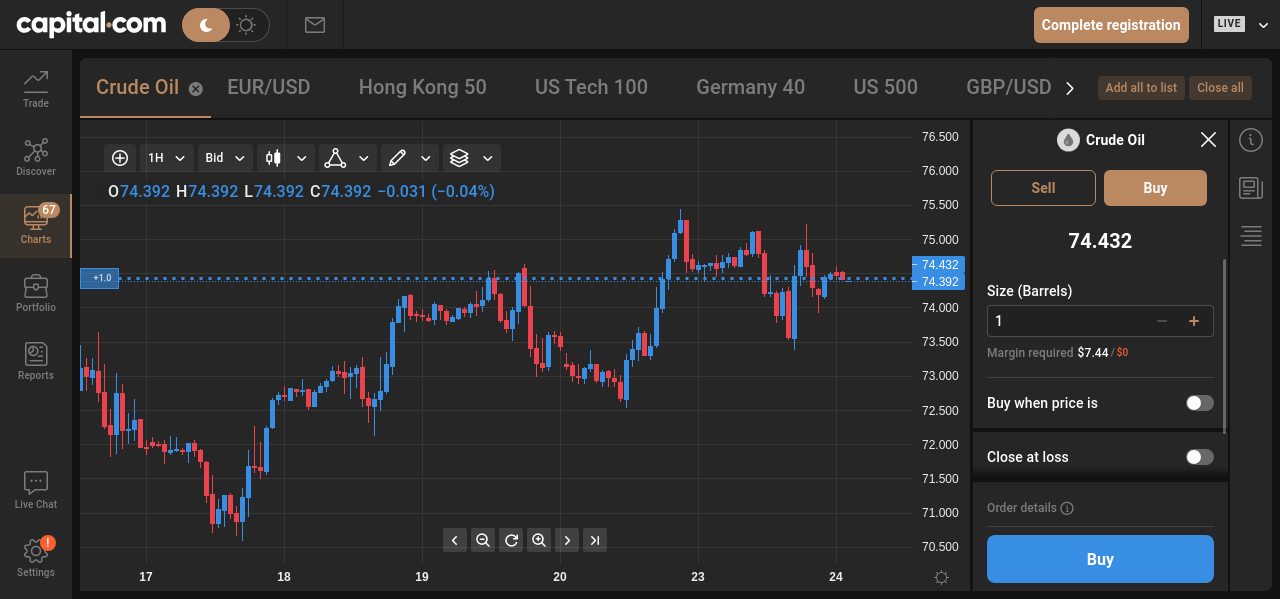 capital.com
Complete registration
LIVE
Trade
Discover
67
Charts
Portfolio
Reports
Live Chat
!
Settings
Crude Oil
EUR/USD
Hong Kong 50
US Tech 100
Germany 40
US 500
GBP/USD
Add all to list
Close all
1H
Bid
O74.392 H74.392 L74.392 C74.392 −0.031 (−0.04%)
+1.0
76.500
76.000
75.500
75.000
74.432
74.392
74.000
73.500
73.000
72.500
72.000
71.500
71.000
70.500
17
18
19
20
23
24
Crude Oil
Sell
Buy
74.432
Size (Barrels)
1
Margin required $7.44 / $0
Buy when price is
Close at loss
Order details
Buy